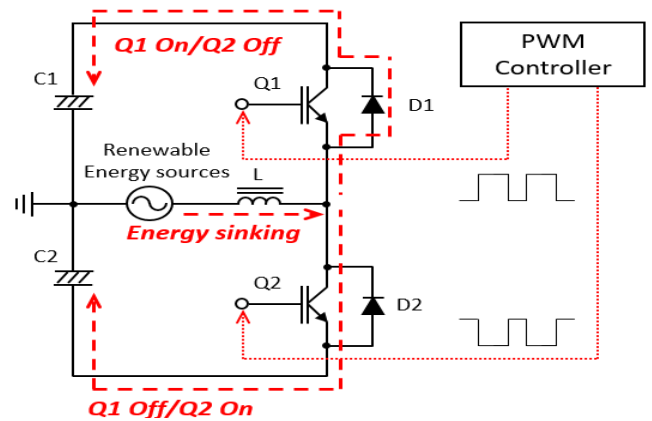 Q1 On/Q2 Off
PWM
Controller
C1
Q1
D1
Renewable
Energy sources
L
Energy sinking
C2
Q2
D2
Q1 Off/Q2 On